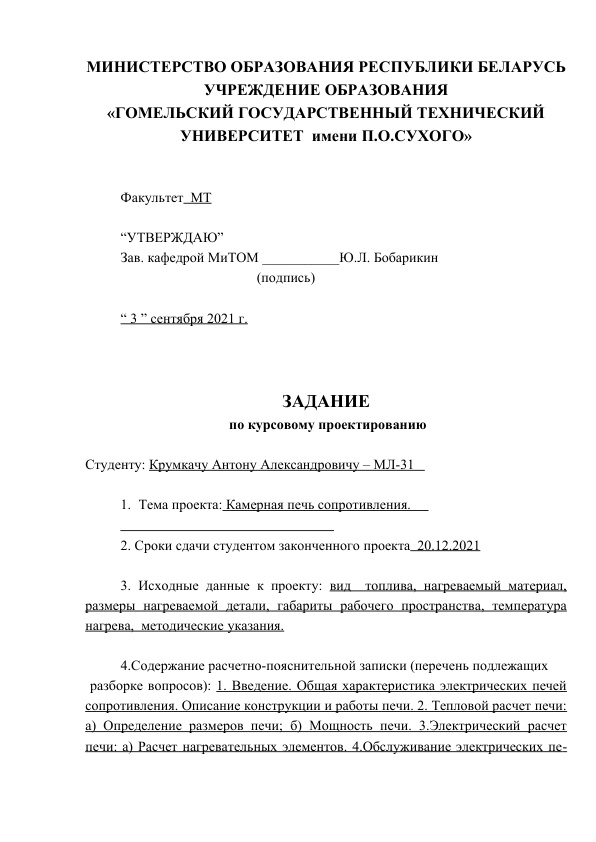 МИНИСТЕРСТВО ОБРАЗОВАНИЯ РЕСПУБЛИКИ БЕЛАРУСЬ
УЧРЕЖДЕНИЕ ОБРАЗОВАНИЯ
«ГОМЕЛЬСКИЙ ГОСУДАРСТВЕННЫЙ ТЕХНИЧЕСКИЙ
УНИВЕРСИТЕТ имени П.О.СУХОГО»
Факультет МТ
“УТВЕРЖДАЮ”
Зав. кафедрой МиТОМ ___________Ю.Л. Бобарикин
(подпись)
“ 3 ” сентября 2021 г.
ЗАДАНИЕ
по курсовому проектированию
Студенту: Крумкачу Антону Александровичу – МЛ-31
1. Тема проекта: Камерная печь сопротивления.
2. Сроки сдачи студентом законченного проекта 20.12.2021
3. Исходные данные к проекту: вид топлива, нагреваемый материал,
размеры нагреваемой детали, габариты рабочего пространства, температура
нагрева, методические указания.
4.Содержание расчетно-пояснительной записки (перечень подлежащих
разборке вопросов): 1. Введение. Общая характеристика электрических печей
сопротивления. Описание конструкции и работы печи. 2. Тепловой расчет печи:
а) Определение размеров печи; б) Мощность печи. 3.Электрический расчет
печи: а) Расчет нагревательных элементов. 4.Обслуживание электрических пе-